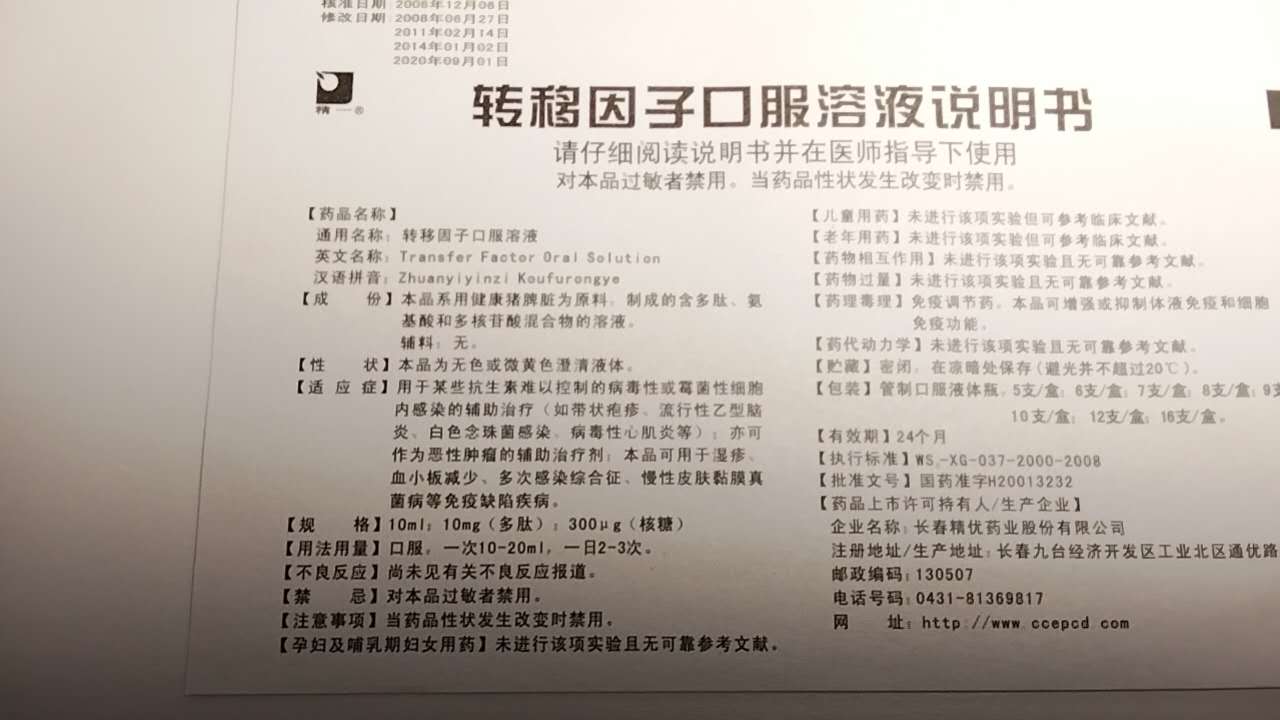 核准日期：2006年12月08日
修改日期：2008年06月27日
2011年02月14日
2014年01月02日
2020年09月01日
精一®
转移因子口服溶液说明书
请仔细阅读说明书并在医师指导下使用
对本品过敏者禁用。当药品性状发生改变时禁用。
【药品名称】
通用名称：转移因子口服溶液
英文名称：Transfer Factor Oral Solution
汉语拼音：Zhuanyiyinzi Koufurongye
【成 份】本品系用健康猪脾脏为原料，制成的含多肽、氨
基酸和多核苷酸混合物的溶液。
辅料：无。
【性 状】本品为无色或微黄色澄清液体。
【适 应 症】用于某些抗生素难以控制的病毒性或霉菌性细胞
内感染的辅助治疗（如带状疱疹、流行性乙型脑
炎、白色念珠菌感染、病毒性心肌炎等）；亦可
作为恶性肿瘤的辅助治疗剂；本品可用于湿疹、
血小板减少、多次感染综合征、慢性皮肤黏膜真
菌病等免疫缺陷疾病。
【规 格】10ml：10mg（多肽）：300μg（核糖）
【用法用量】口服，一次10-20ml，一日2-3次。
【不良反应】尚未见有关不良反应报道。
【禁 忌】对本品过敏者禁用。
【注意事项】当药品性状发生改变时禁用。
【孕妇及哺乳期妇女用药】未进行该项实验且无可靠参考文献。
【儿童用药】未进行该项实验但可参考临床文献。
【老年用药】未进行该项实验但可参考临床文献。
【药物相互作用】未进行该项实验且无可靠参考文献。
【药物过量】未进行该项实验且无可靠参考文献。
【药理毒理】免疫调节药。本品可增强或抑制体液免疫和细胞
免疫功能。
【药代动力学】未进行该项实验且无可靠参考文献。
【贮藏】密闭，在凉暗处保存（避光并不超过20℃）。
【包装】管制口服液体瓶，5支/盒；6支/盒；7支/盒；8支/盒；9支
10支/盒；12支/盒；16支/盒。
【有效期】24个月
【执行标准】WS₅-XG-037-2000-2008
【批准文号】国药准字H20013232
【药品上市许可持有人/生产企业】
企业名称：长春精优药业股份有限公司
注册地址/生产地址：长春九台经济开发区工业北区通优路
邮政编码：130507
电话号码：0431-81369817
网 址：http://www.ccepcd.com